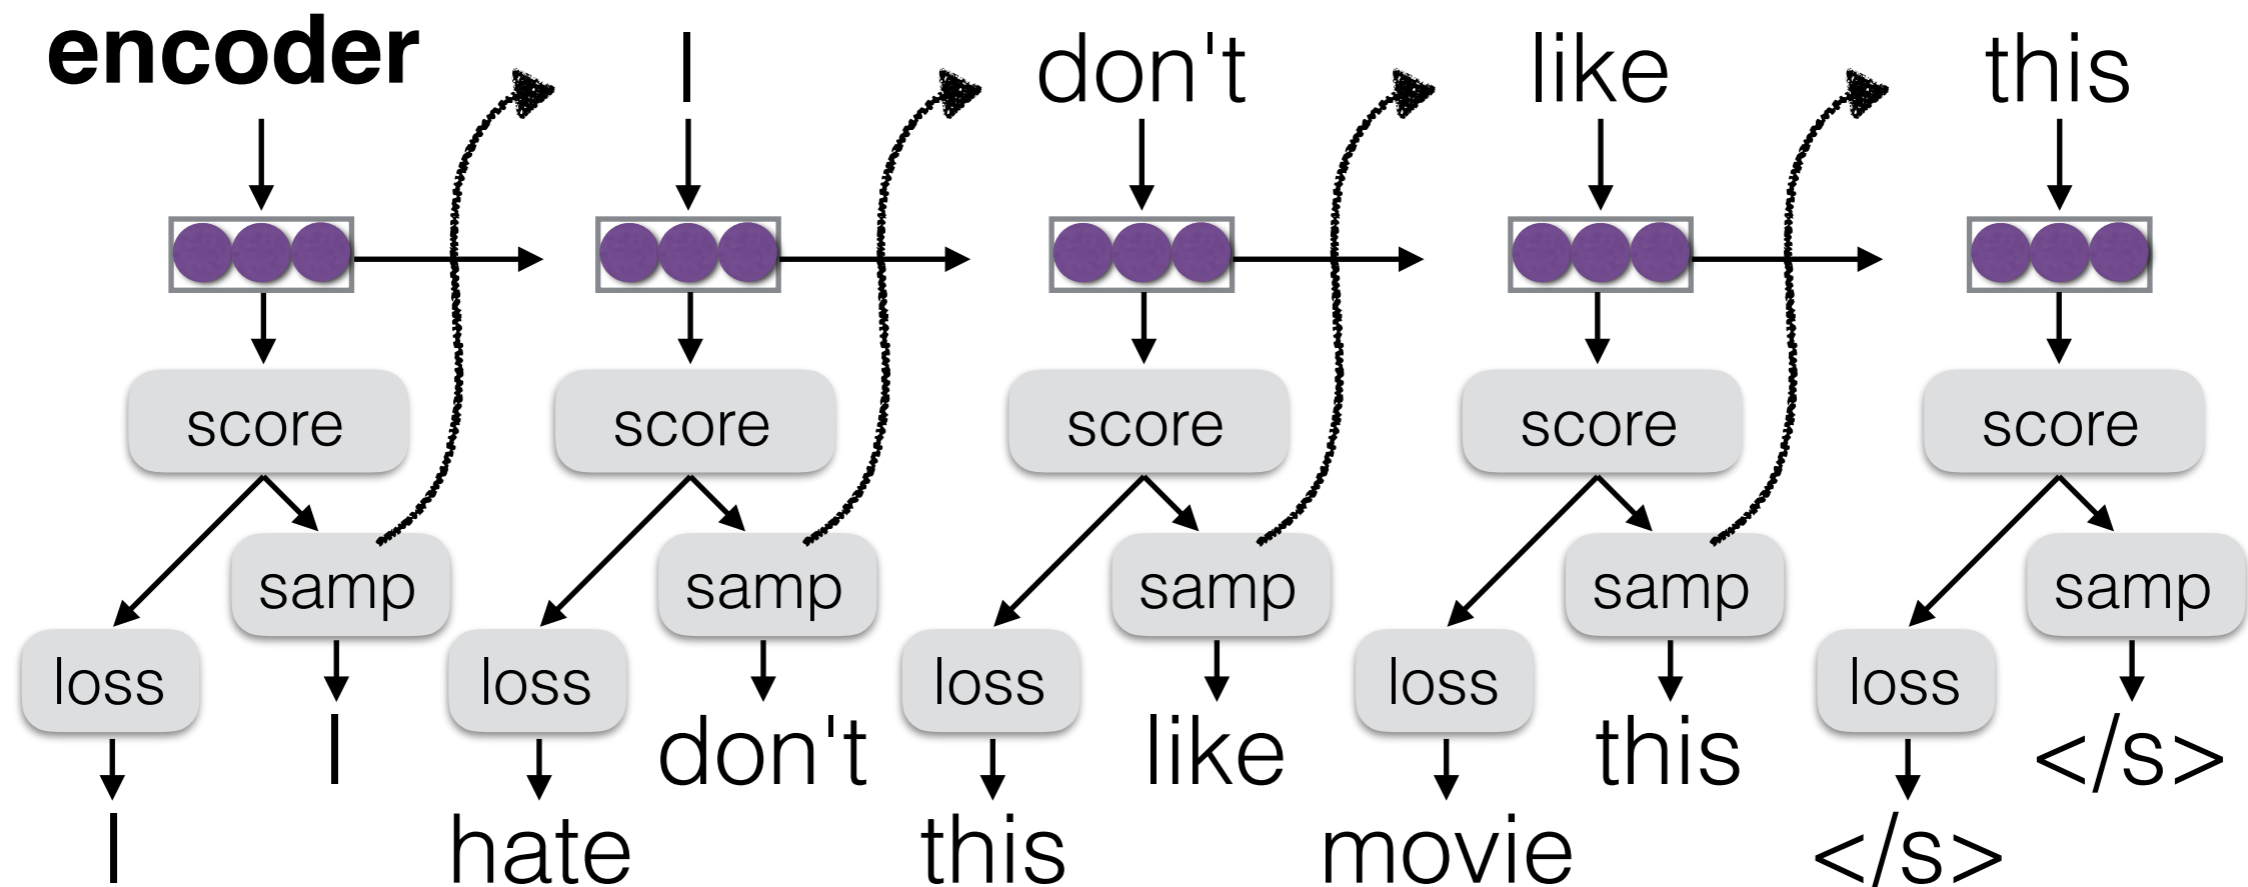 encoder I don't like this
score score score score score
samp samp samp samp samp
loss loss loss loss loss
I don't like this </s>
I hate this movie </s>